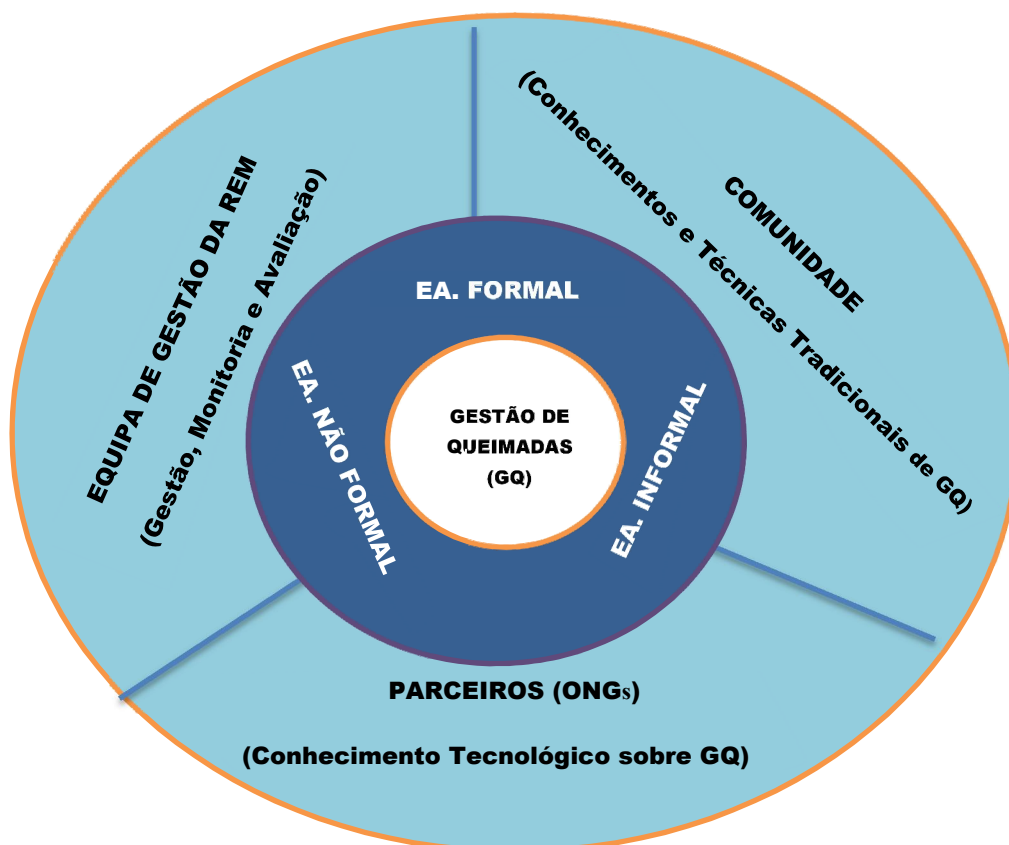 EQUIPA DE GESTÃO DA REM
(Gestão, Monitoria e Avaliação)
COMUNIDADE
(Conhecimentos e Técnicas Tradicionais de GQ)
EA. FORMAL
EA. NÃO FORMAL
EA. INFORMAL
GESTÃO DE
QUEIMADAS
(GQ)
PARCEIROS (ONGs)
(Conhecimento Tecnológico sobre GQ)